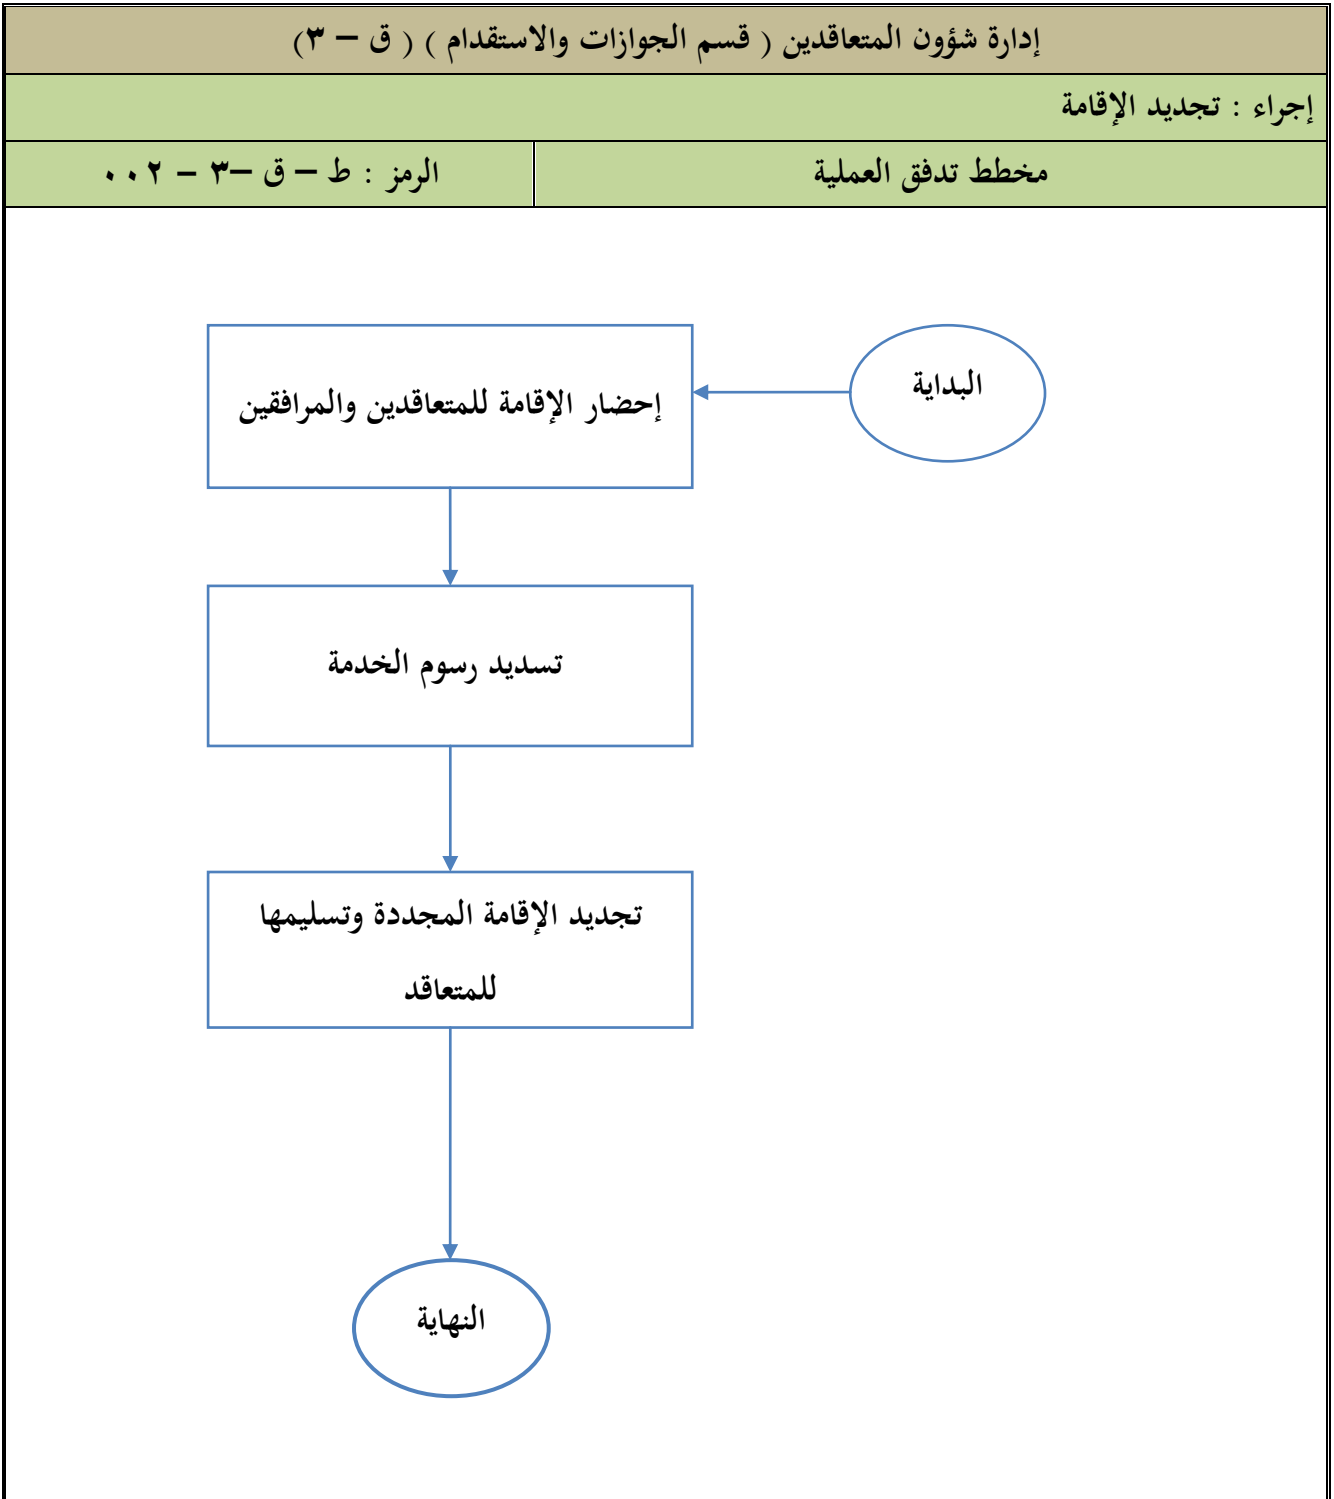 إدارة شؤون المتعاقدين ( قسم الجوازات والاستقدام ) ( ق – ٣)
إجراء : تجديد الإقامة
مخطط تدفق العملية
الرمز : ط – ق –٣ – ٠٠٢
البداية
إحضار الإقامة للمتعاقدين والمرافقين
تسديد رسوم الخدمة
تجديد الإقامة المجددة وتسليمها
للمتعاقد
النهاية